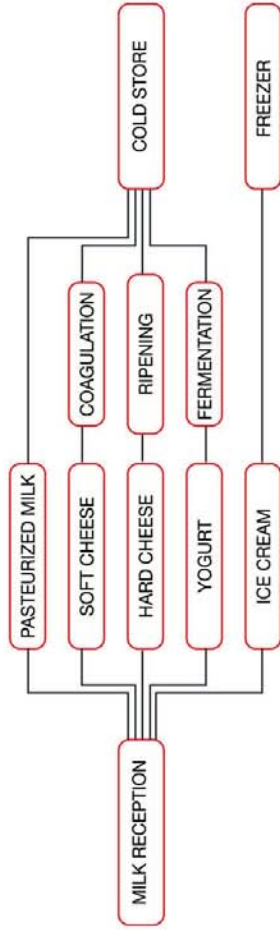 MILK RECEPTION
PASTEURIZED MILK
SOFT CHEESE
HARD CHEESE
YOGURT
ICE CREAM
COAGULATION
RIPENING
FERMENTATION
COLD STORE
FREEZER